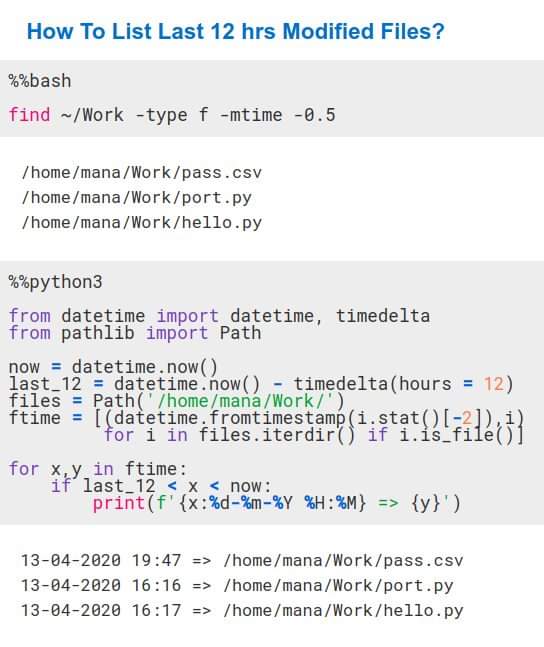 How To List Last 12 hrs Modified Files?
%%bash
find ~/Work -type f -mtime -0.5
/home/mana/Work/pass.csv
/home/mana/Work/port.py
/home/mana/Work/hello.py
%%python3
from datetime import datetime, timedelta
from pathlib import Path
now = datetime.now()
last_12 = datetime.now() - timedelta(hours = 12)
files = Path('/home/mana/Work/')
ftime = [(datetime.fromtimestamp(i.stat()[-2]),i)
         for i in files.iterdir() if i.is_file()]
for x,y in ftime:
    if last_12 < x < now:
        print(f'{x:%d-%m-%Y %H:%M} => {y}')
13-04-2020 19:47 => /home/mana/Work/pass.csv
13-04-2020 16:16 => /home/mana/Work/port.py
13-04-2020 16:17 => /home/mana/Work/hello.py